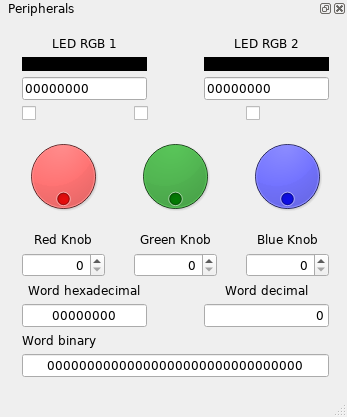 Peripherals
LED RGB 1 LED RGB 2
00000000 00000000
Red Knob Green Knob Blue Knob
0 0 0
Word hexadecimal Word decimal
00000000 0
Word binary
00000000000000000000000000000000